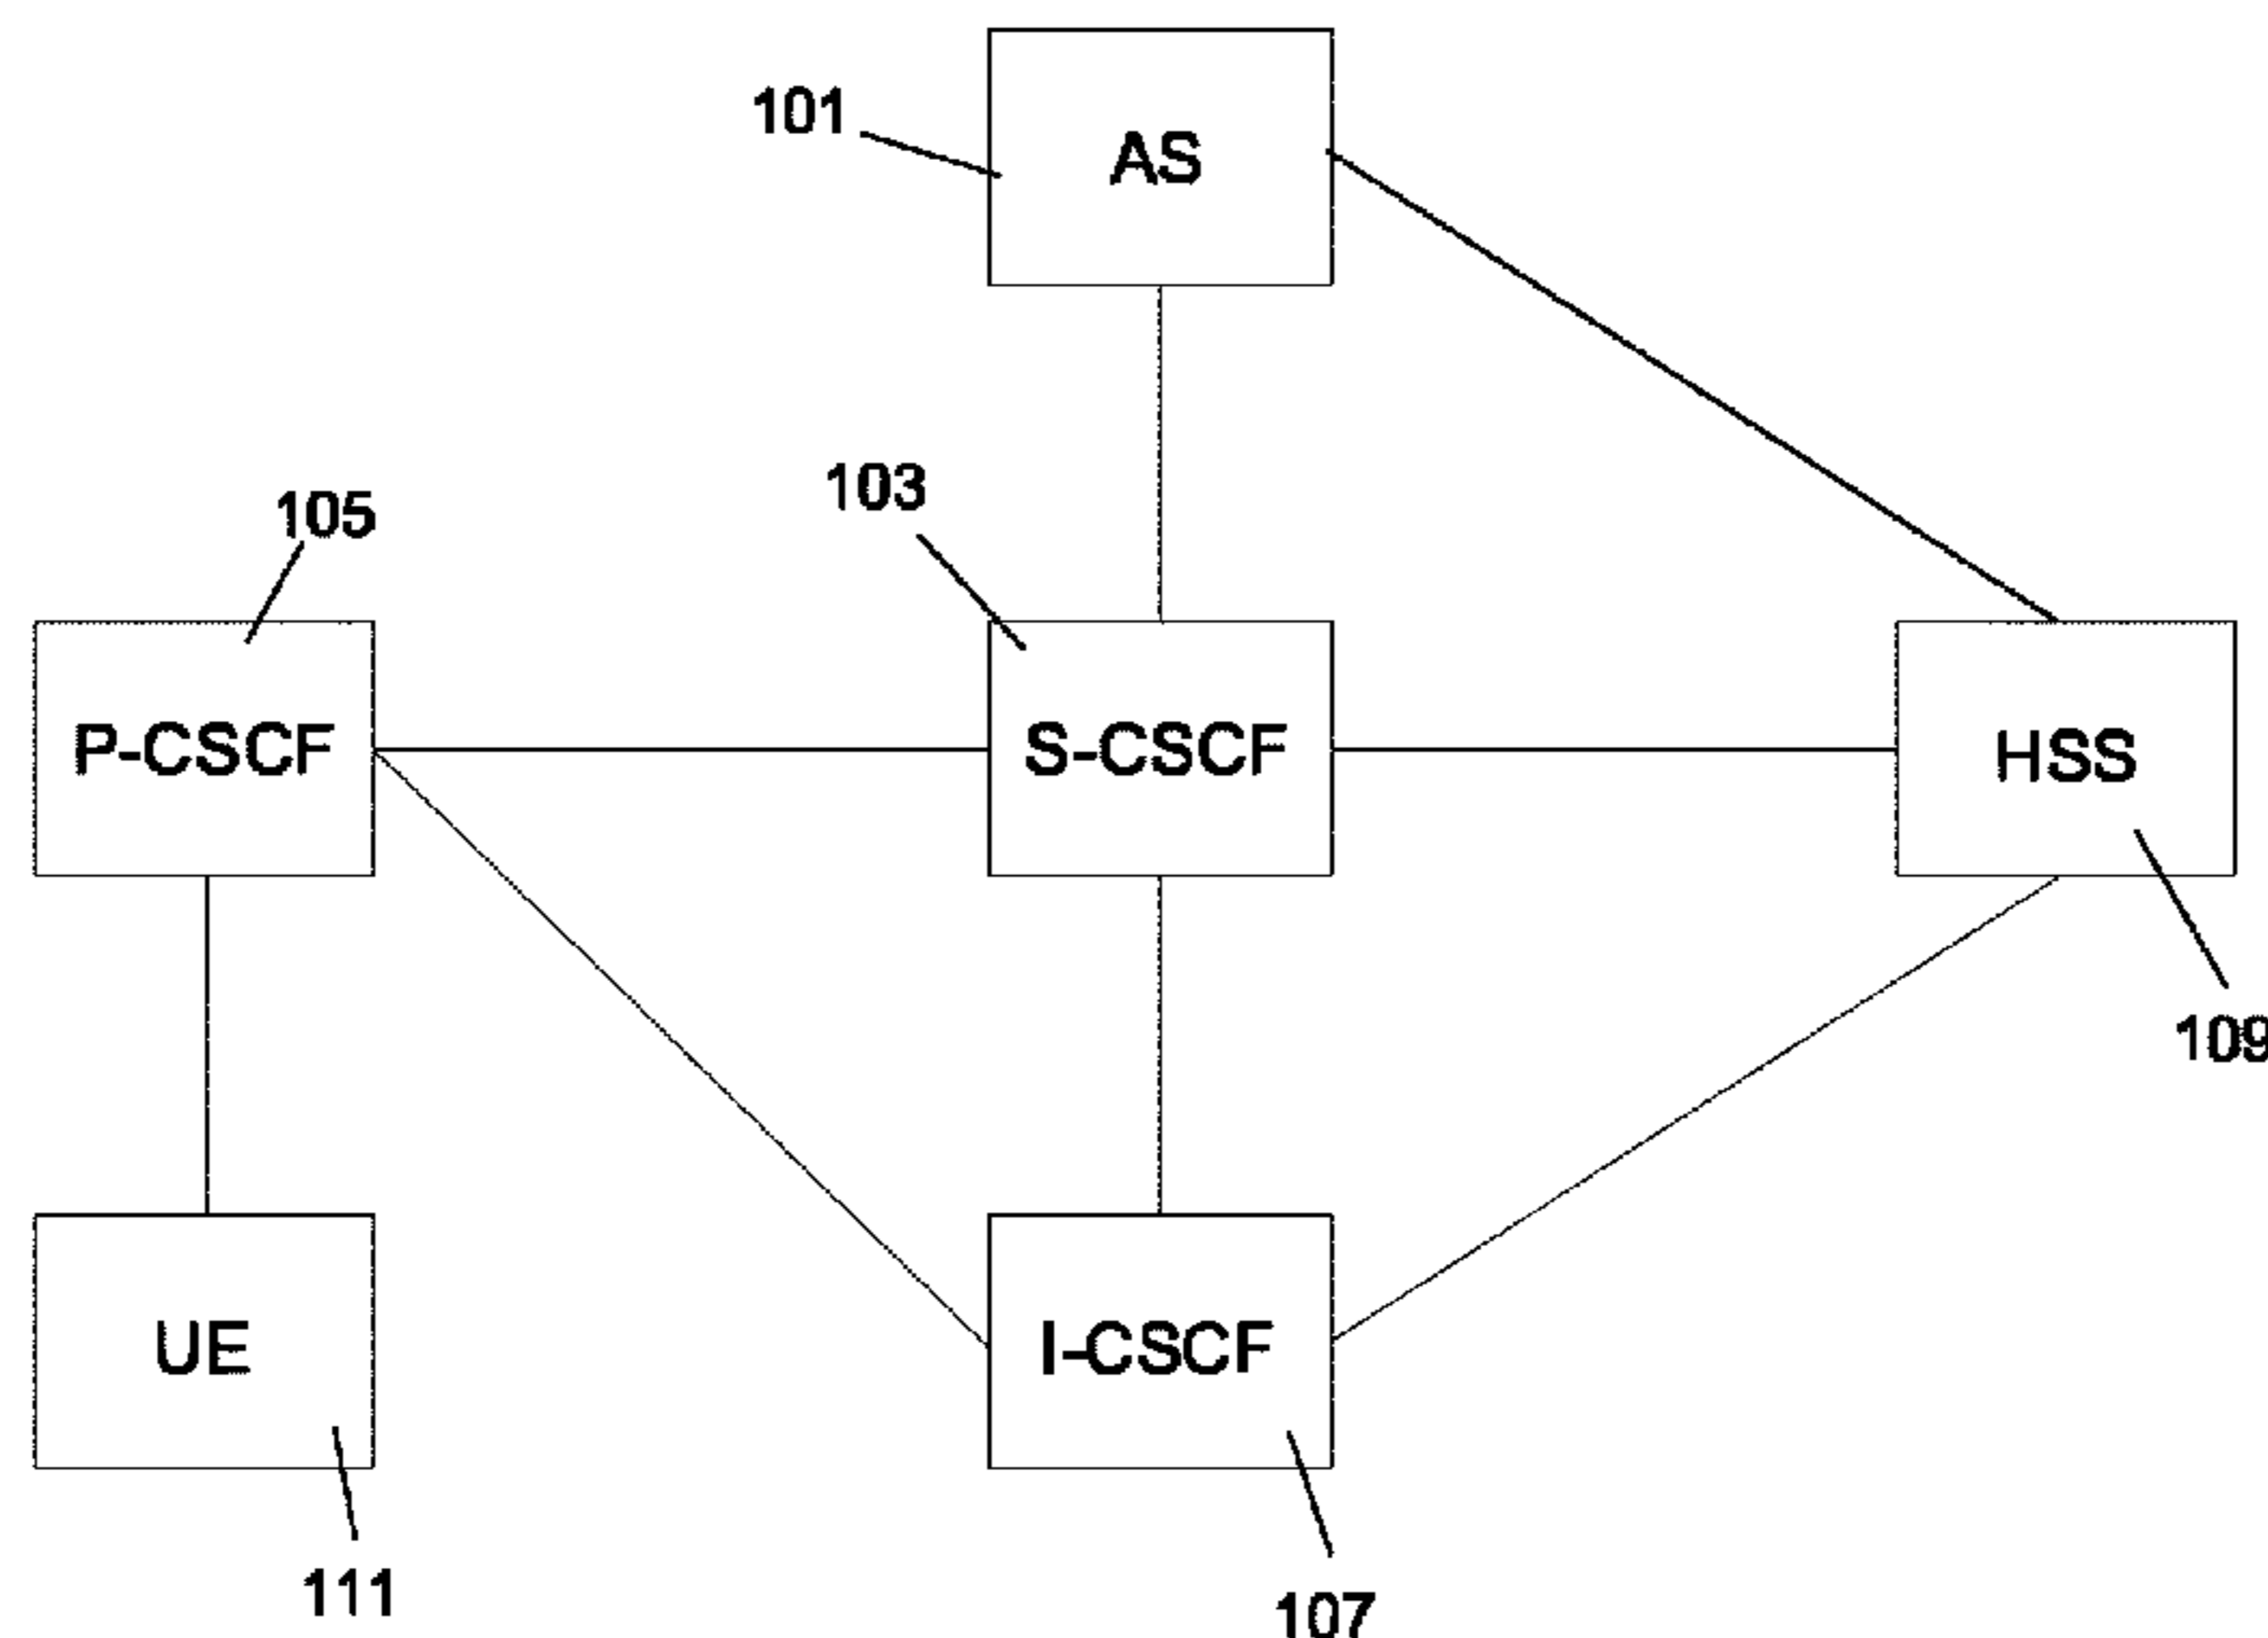 101
AS
103
105
P-CSCF
S-CSCF
HSS
109
UE
I-CSCF
111
107